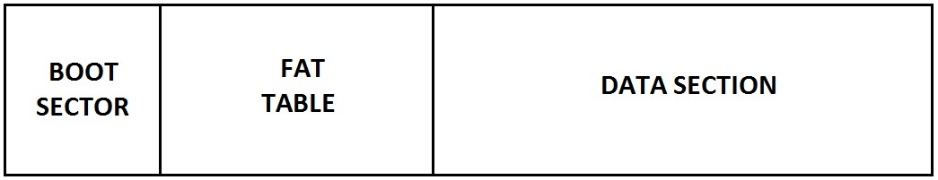 BOOT
SECTOR
FAT
TABLE
DATA SECTION